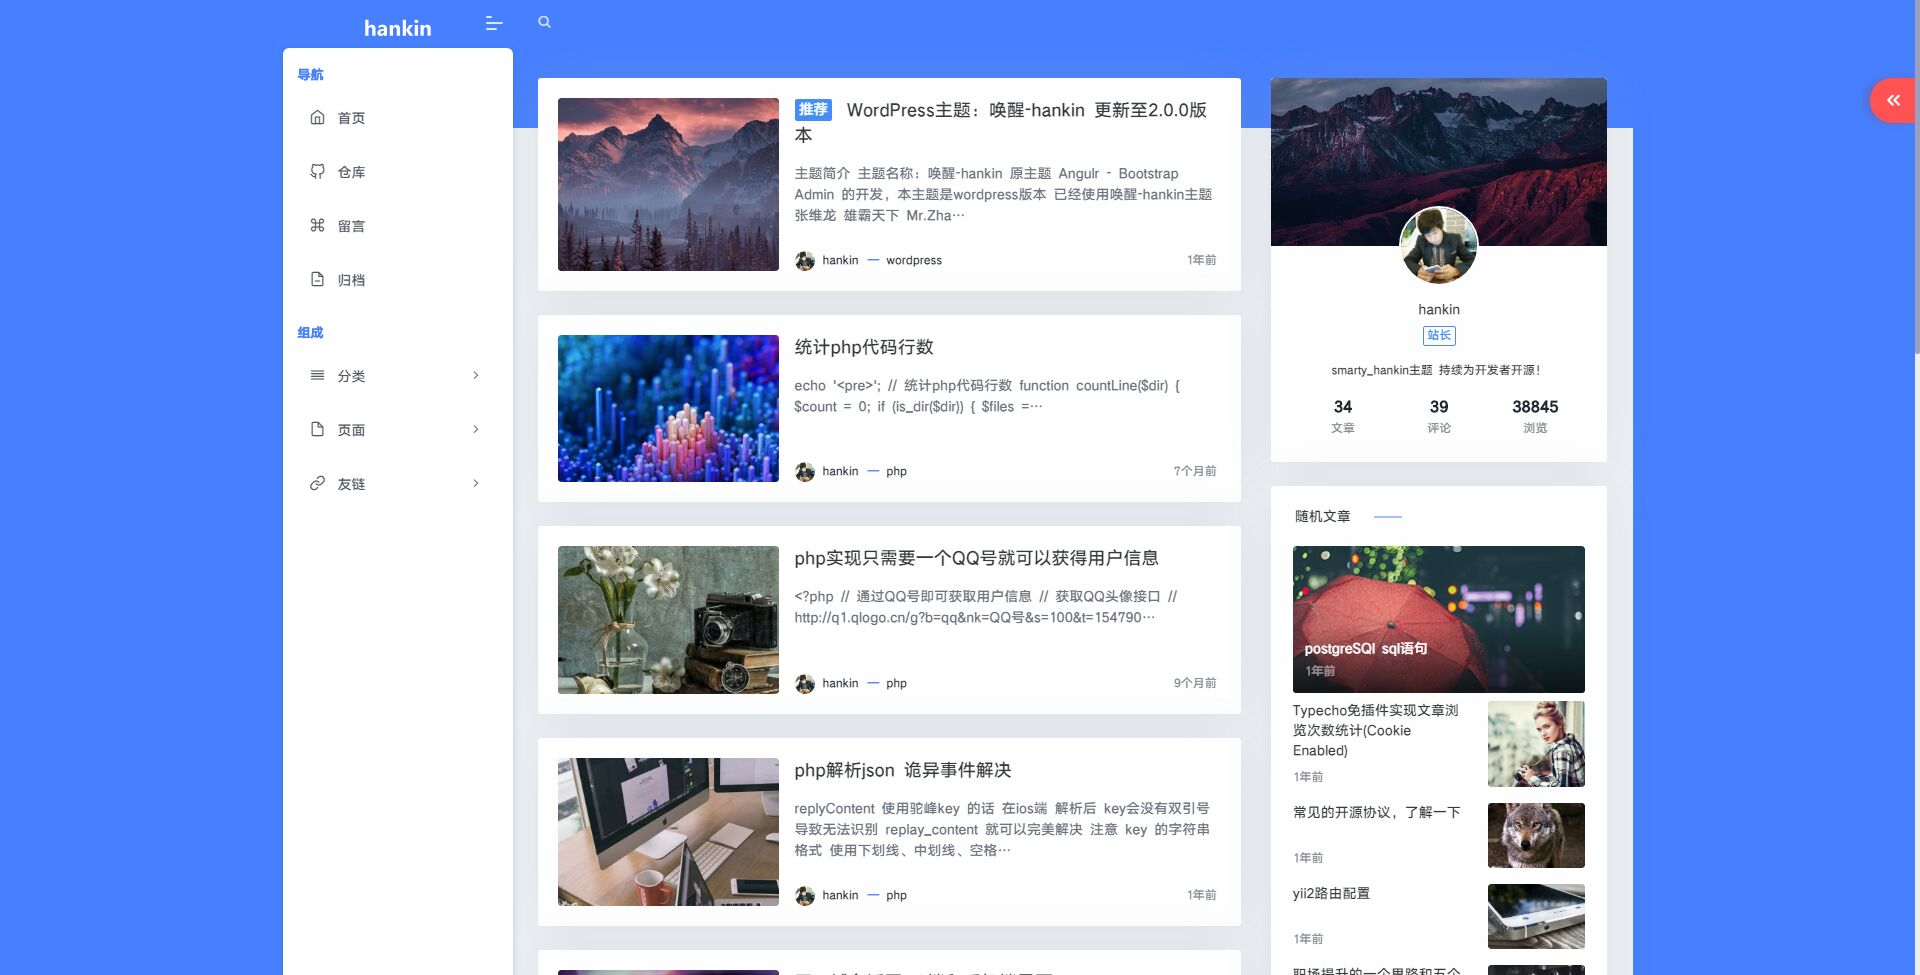 hankin
导航
首页
仓库
留言
归档
组成
分类
页面
友链
推荐 WordPress主题：唤醒-hankin 更新至2.0.0版
本
主题简介 主题名称：唤醒-hankin 原主题 Angulr - Bootstrap
Admin 的开发，本主题是wordpress版本 已经使用唤醒-hankin主题
张维龙 雄霸天下 Mr.Zha…
hankin — wordpress
1年前
统计php代码行数
echo '<pre>'; // 统计php代码行数 function countLine($dir) {
$count = 0; if (is_dir($dir)) { $files =…
hankin — php
7个月前
php实现只需要一个QQ号就可以获得用户信息
<?php // 通过QQ号即可获取用户信息 // 获取QQ头像接口 //
http://q1.qlogo.cn/g?b=qq&nk=QQ号&s=100&t=154790…
hankin — php
9个月前
php解析json 诡异事件解决
replyContent 使用驼峰key 的话 在ios端 解析后 key会没有双引号
导致无法识别 replay_content 就可以完美解决 注意 key 的字符串
格式 使用下划线、中划线、空格…
hankin — php
1年前
hankin
站长
smarty_hankin主题 持续为开发者开源！
34 39 38845
文章 评论 浏览
随机文章
postgreSQl sql语句
1年前
Typecho免插件实现文章浏
览次数统计(Cookie
Enabled)
1年前
常见的开源协议，了解一下
1年前
yii2路由配置
1年前
职场提升的一个思路和五个